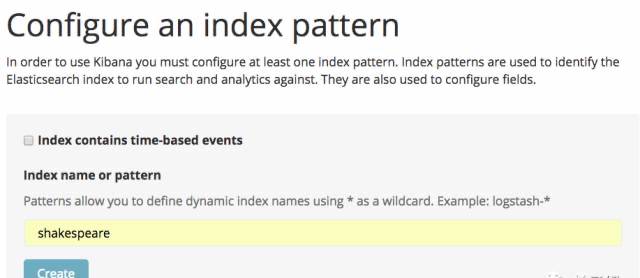 Configure an index pattern
In order to use Kibana you must configure at least one index pattern. Index patterns are used to identify the
Elasticsearch index to run search and analytics against. They are also used to configure fields.
Index contains time-based events
Index name or pattern
Patterns allow you to define dynamic index names using * as a wildcard. Example: logstash-*
shakespeare
Create